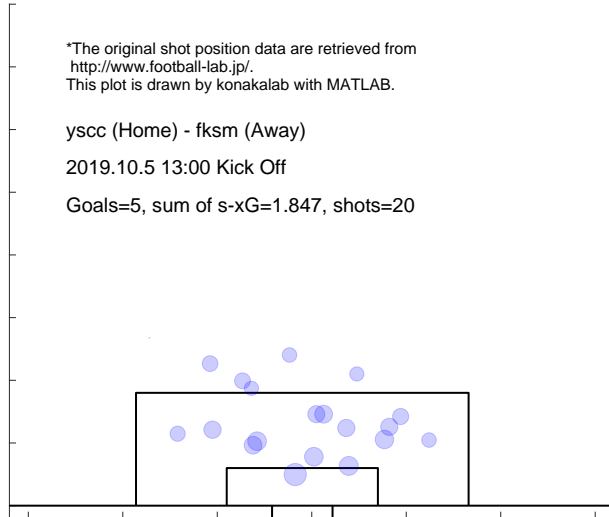 *The original shot position data are retrieved from
http://www.football-lab.jp/.
This plot is drawn by konakalab with MATLAB.
yscc (Home) - fksm (Away)
2019.10.5 13:00 Kick Off
Goals=5, sum of s-xG=1.847, shots=20